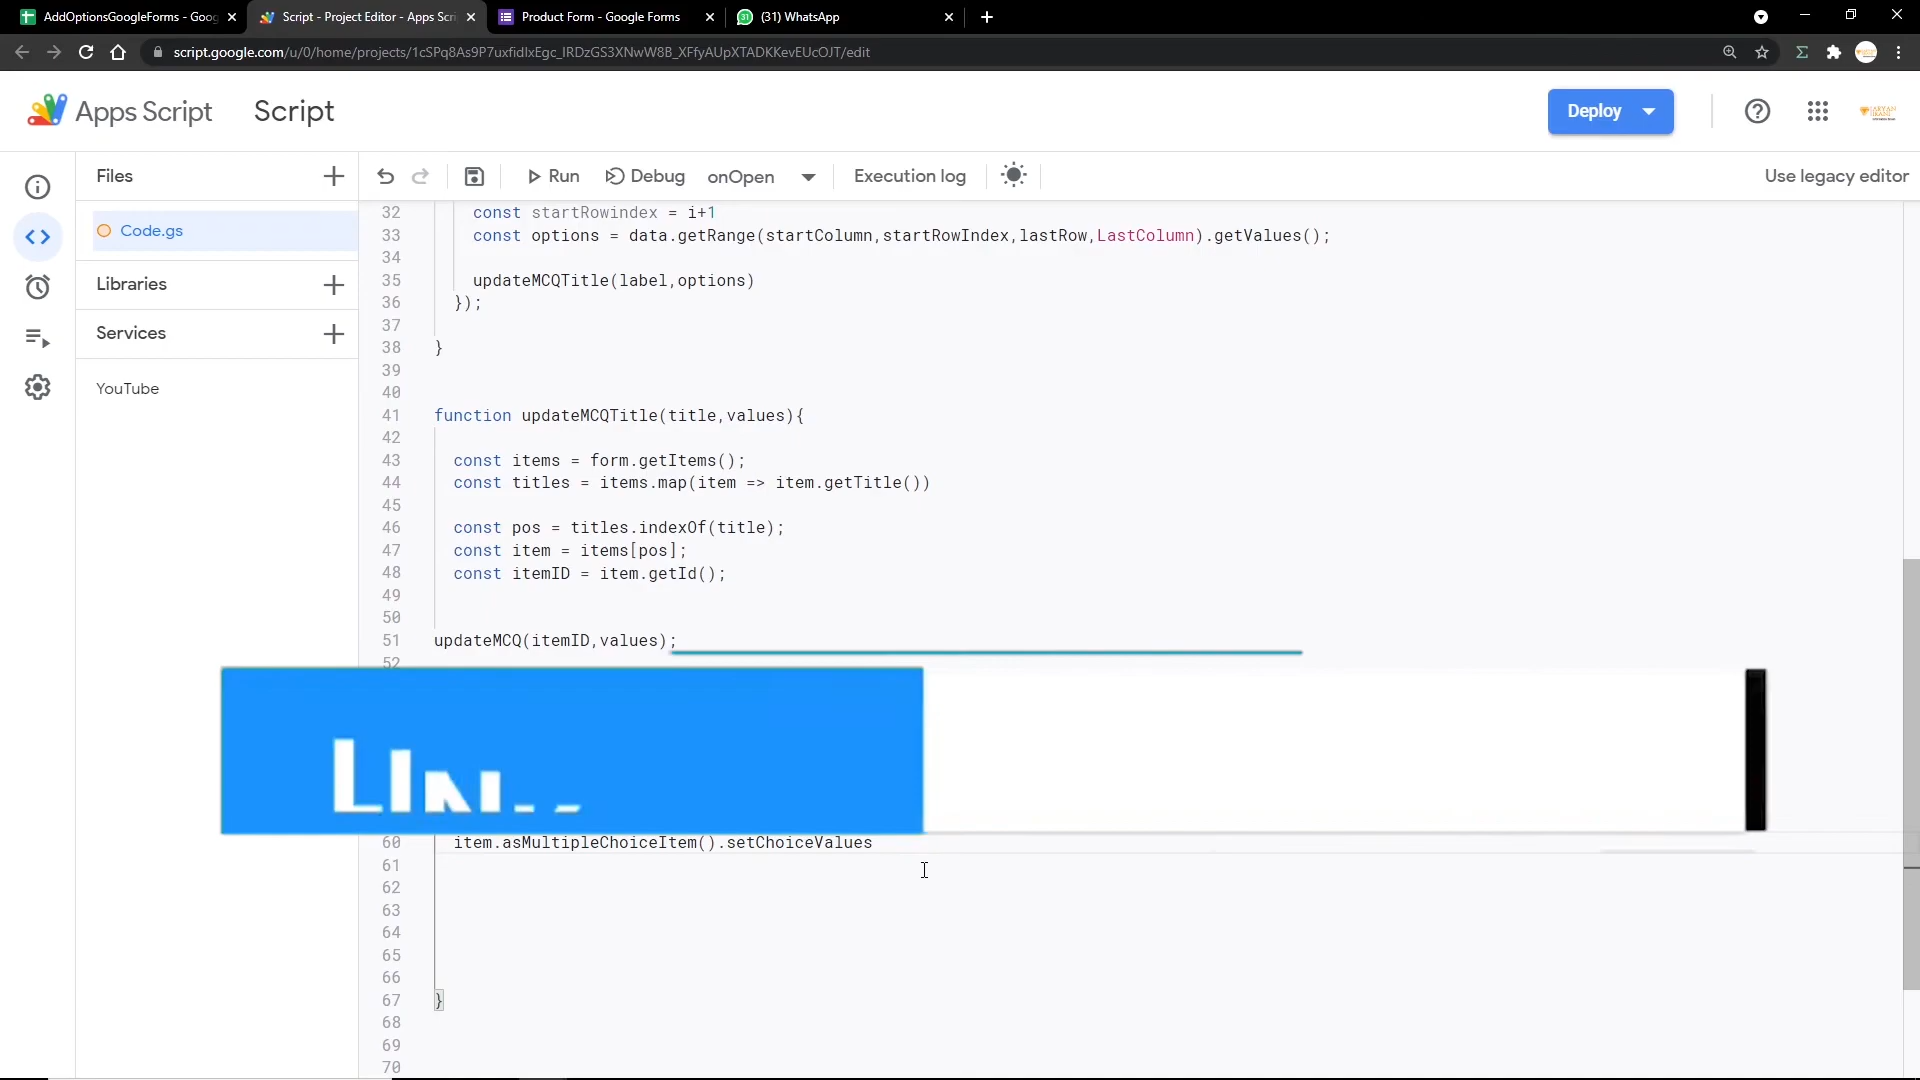 AddOptionsGoogleForms - Goog
Script - Project Editor - Apps Scri
Product Form - Google Forms
(31) WhatsApp
script.google.com/u/0/home/projects/1cSPq8As9P7uxfidIxEgc_IRDzGS3XNwW8B_XFfyAUpXTADKKevEUcOJT/edit
Apps Script
Script
Deploy
Files
Run
Debug
onOpen
Execution log
Use legacy editor
Code.gs
Libraries
Services
YouTube
32 const startRowindex = i+1
33 const options = data.getRange(startColumn,startRowIndex,lastRow,LastColumn).getValues();
34
35 updateMCQTitle(label,options)
36 });
37
38 }
39
40
41 function updateMCQTitle(title,values){
42
43 const items = form.getItems();
44 const titles = items.map(item => item.getTitle())
45
46 const pos = titles.indexOf(title);
47 const item = items[pos];
48 const itemID = item.getId();
49
50
51 updateMCQ(itemID,values);
52
60 item.asMultipleChoiceItem().setChoiceValues
61
62
63
64
65
66
67 }
68
69
70